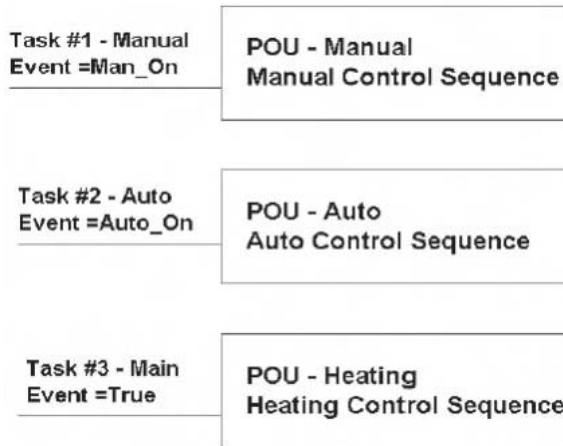 Task #1 - Manual
Event =Man_On
POU - Manual
Manual Control Sequence
Task #2 - Auto
Event =Auto_On
POU - Auto
Auto Control Sequence
Task #3 - Main
Event =True
POU - Heating
Heating Control Sequence